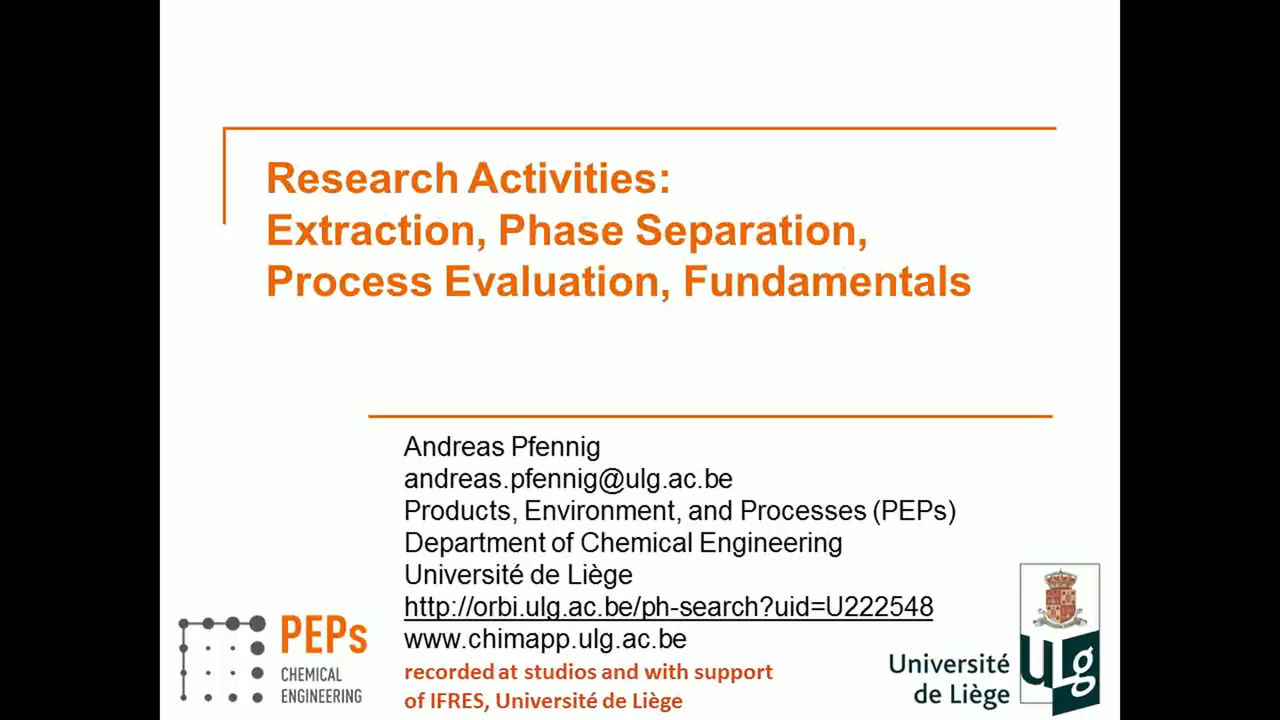 Research Activities:
Extraction, Phase Separation,
Process Evaluation, Fundamentals
Andreas Pfennig
andreas.pfennig@ulg.ac.be
Products, Environment, and Processes (PEPs)
Department of Chemical Engineering
Université de Liège
http://orbi.ulg.ac.be/ph-search?uid=U222548
www.chimapp.ulg.ac.be
recorded at studios and with support
of IFRES, Université de Liège
PEPs
CHEMICAL
ENGINEERING
Université
de Liège
ULg